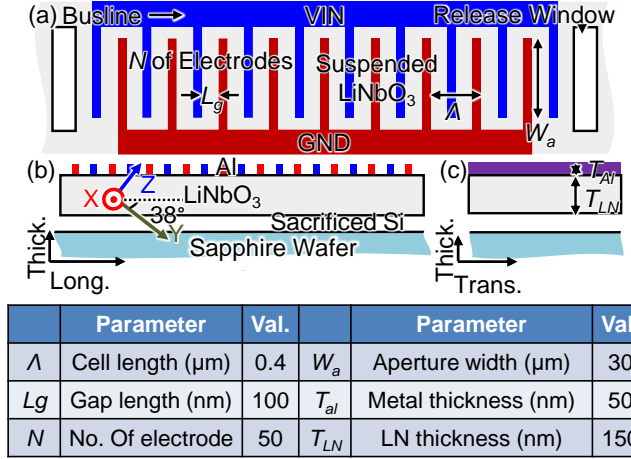 (a) Busline VIN Release Window
N of Electrodes Suspended
LiNbO3
Lg Λ Wa
GND
(b) Al (c) TAl
X Z LiNbO3 TLN
38°
Y Sacrificed Si
Sapphire Wafer
Thick. Thick.
Long. Trans.
Parameter Val. Parameter Val
Λ Cell length (μm) 0.4 Wa Aperture width (μm) 30
Lg Gap length (nm) 100 Tal Metal thickness (nm) 50
N No. Of electrode 50 TLN LN thickness (nm) 150